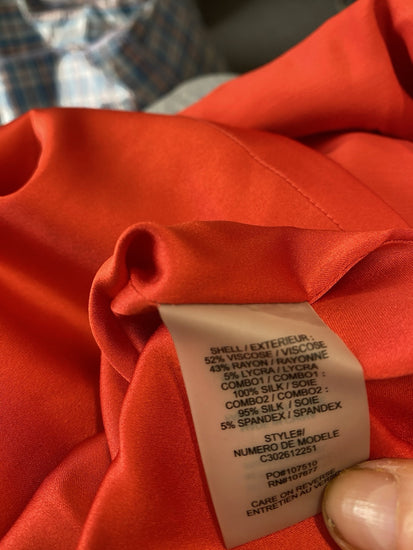 SHELL / EXTERIEUR :
52% VISCOSE / VISCOSE
43% RAYON / RAYONNE
5% LYCRA / LYCRA
COMBO1 / COMBO1 :
100% SILK / SOIE
COMBO2 / COMBO2 :
95% SILK / SOIE
5% SPANDEX / SPANDEX
STYLE#/
NUMERO DE MODELE
C302612251
PO#107510
RN#107677
CARE ON REVERSE
ENTRETIEN AU VERSO